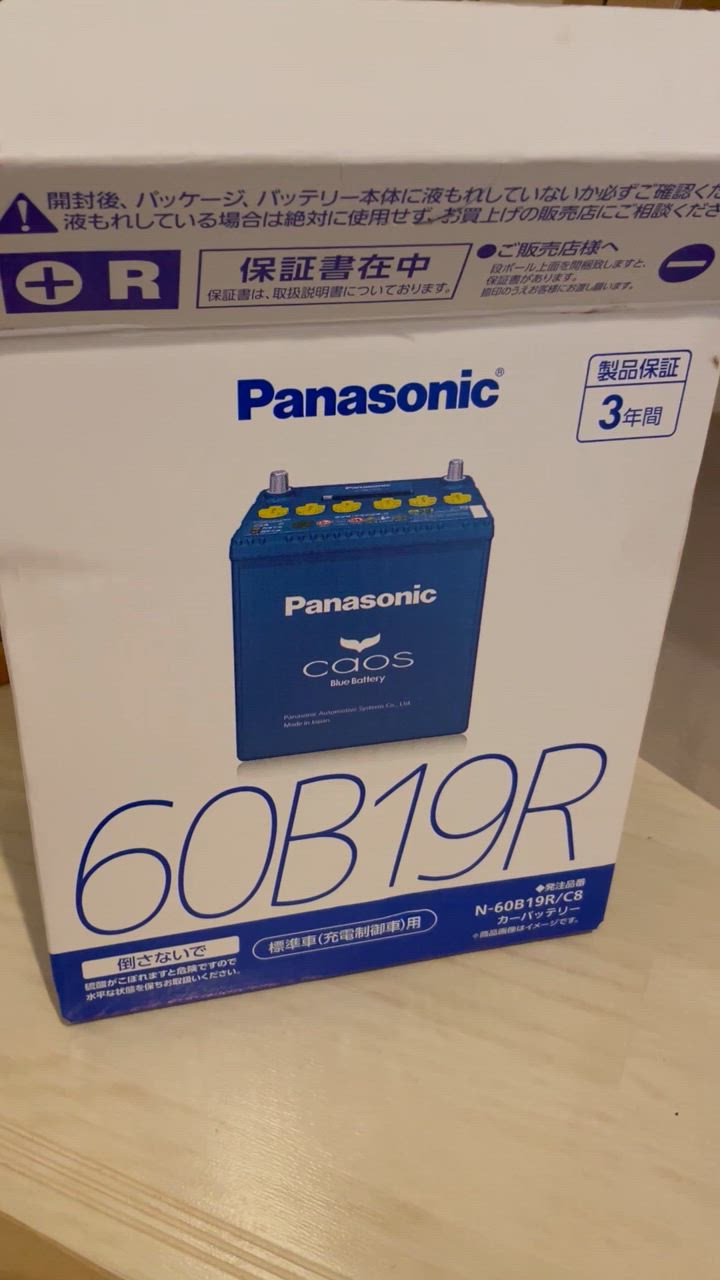 開封後、パッケージ、バッテリー本体に液もれしていないか必ずご確認くだ
液もれしている場合は絶対に使用せず、お買上げの販売店にご相談くださ
R
保証書在中
保証書は、取扱説明書についております。
●ご販売店様へ
段ボール上面を開梱致しますと、
保証書があります。
捺印のうえお客様にお渡し願います。
Panasonic®
製品保証
3年間
Panasonic
Panasonic
caos
Blue Battery
Panasonic Automotive Systems Co., Ltd.
Made in Japan
60B19R
◆発注品番
N-60B19R/C8
カーバッテリー
※商品画像はイメージです。
倒さないで
硫酸がこぼれますと危険ですので
水平な状態を保ちお取扱いください。
標準車(充電制御車)用